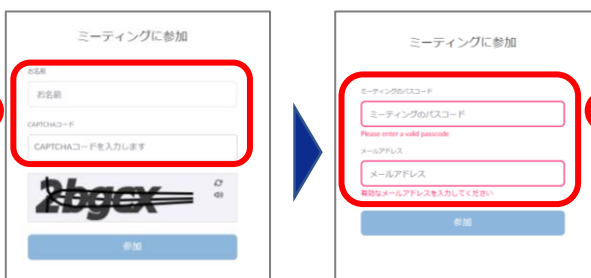 ミーティングに参加
お名前
お名前
CAPTCHAコード
CAPTCHAコードを入力します
2bgcx
参加
ミーティングに参加
ミーティングのパスコード
ミーティングのパスコード
Please enter a valid passcode
メールアドレス
メールアドレス
有効なメールアドレスを入力してください
参加